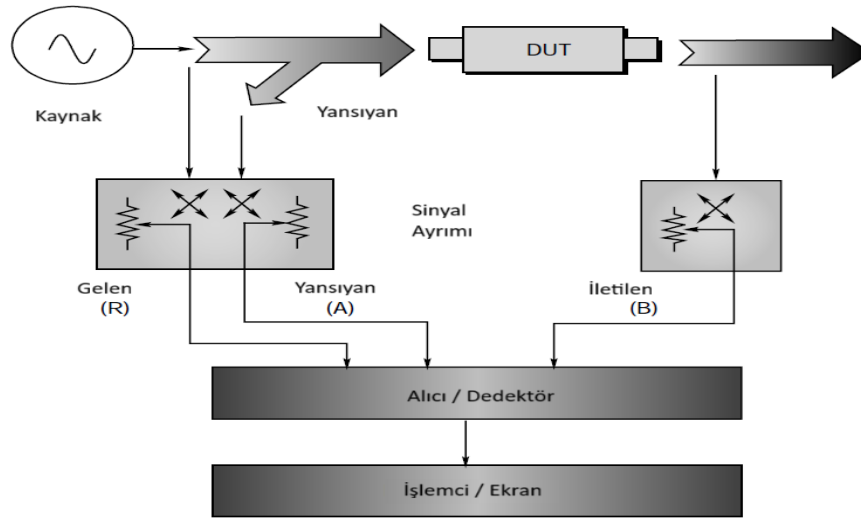 DUT
Kaynak
Yansıyan
Sinyal
Ayrımı
Gelen
(R)
Yansıyan
(A)
İletilen
(B)
Alıcı / Dedektör
İşlemci / Ekran